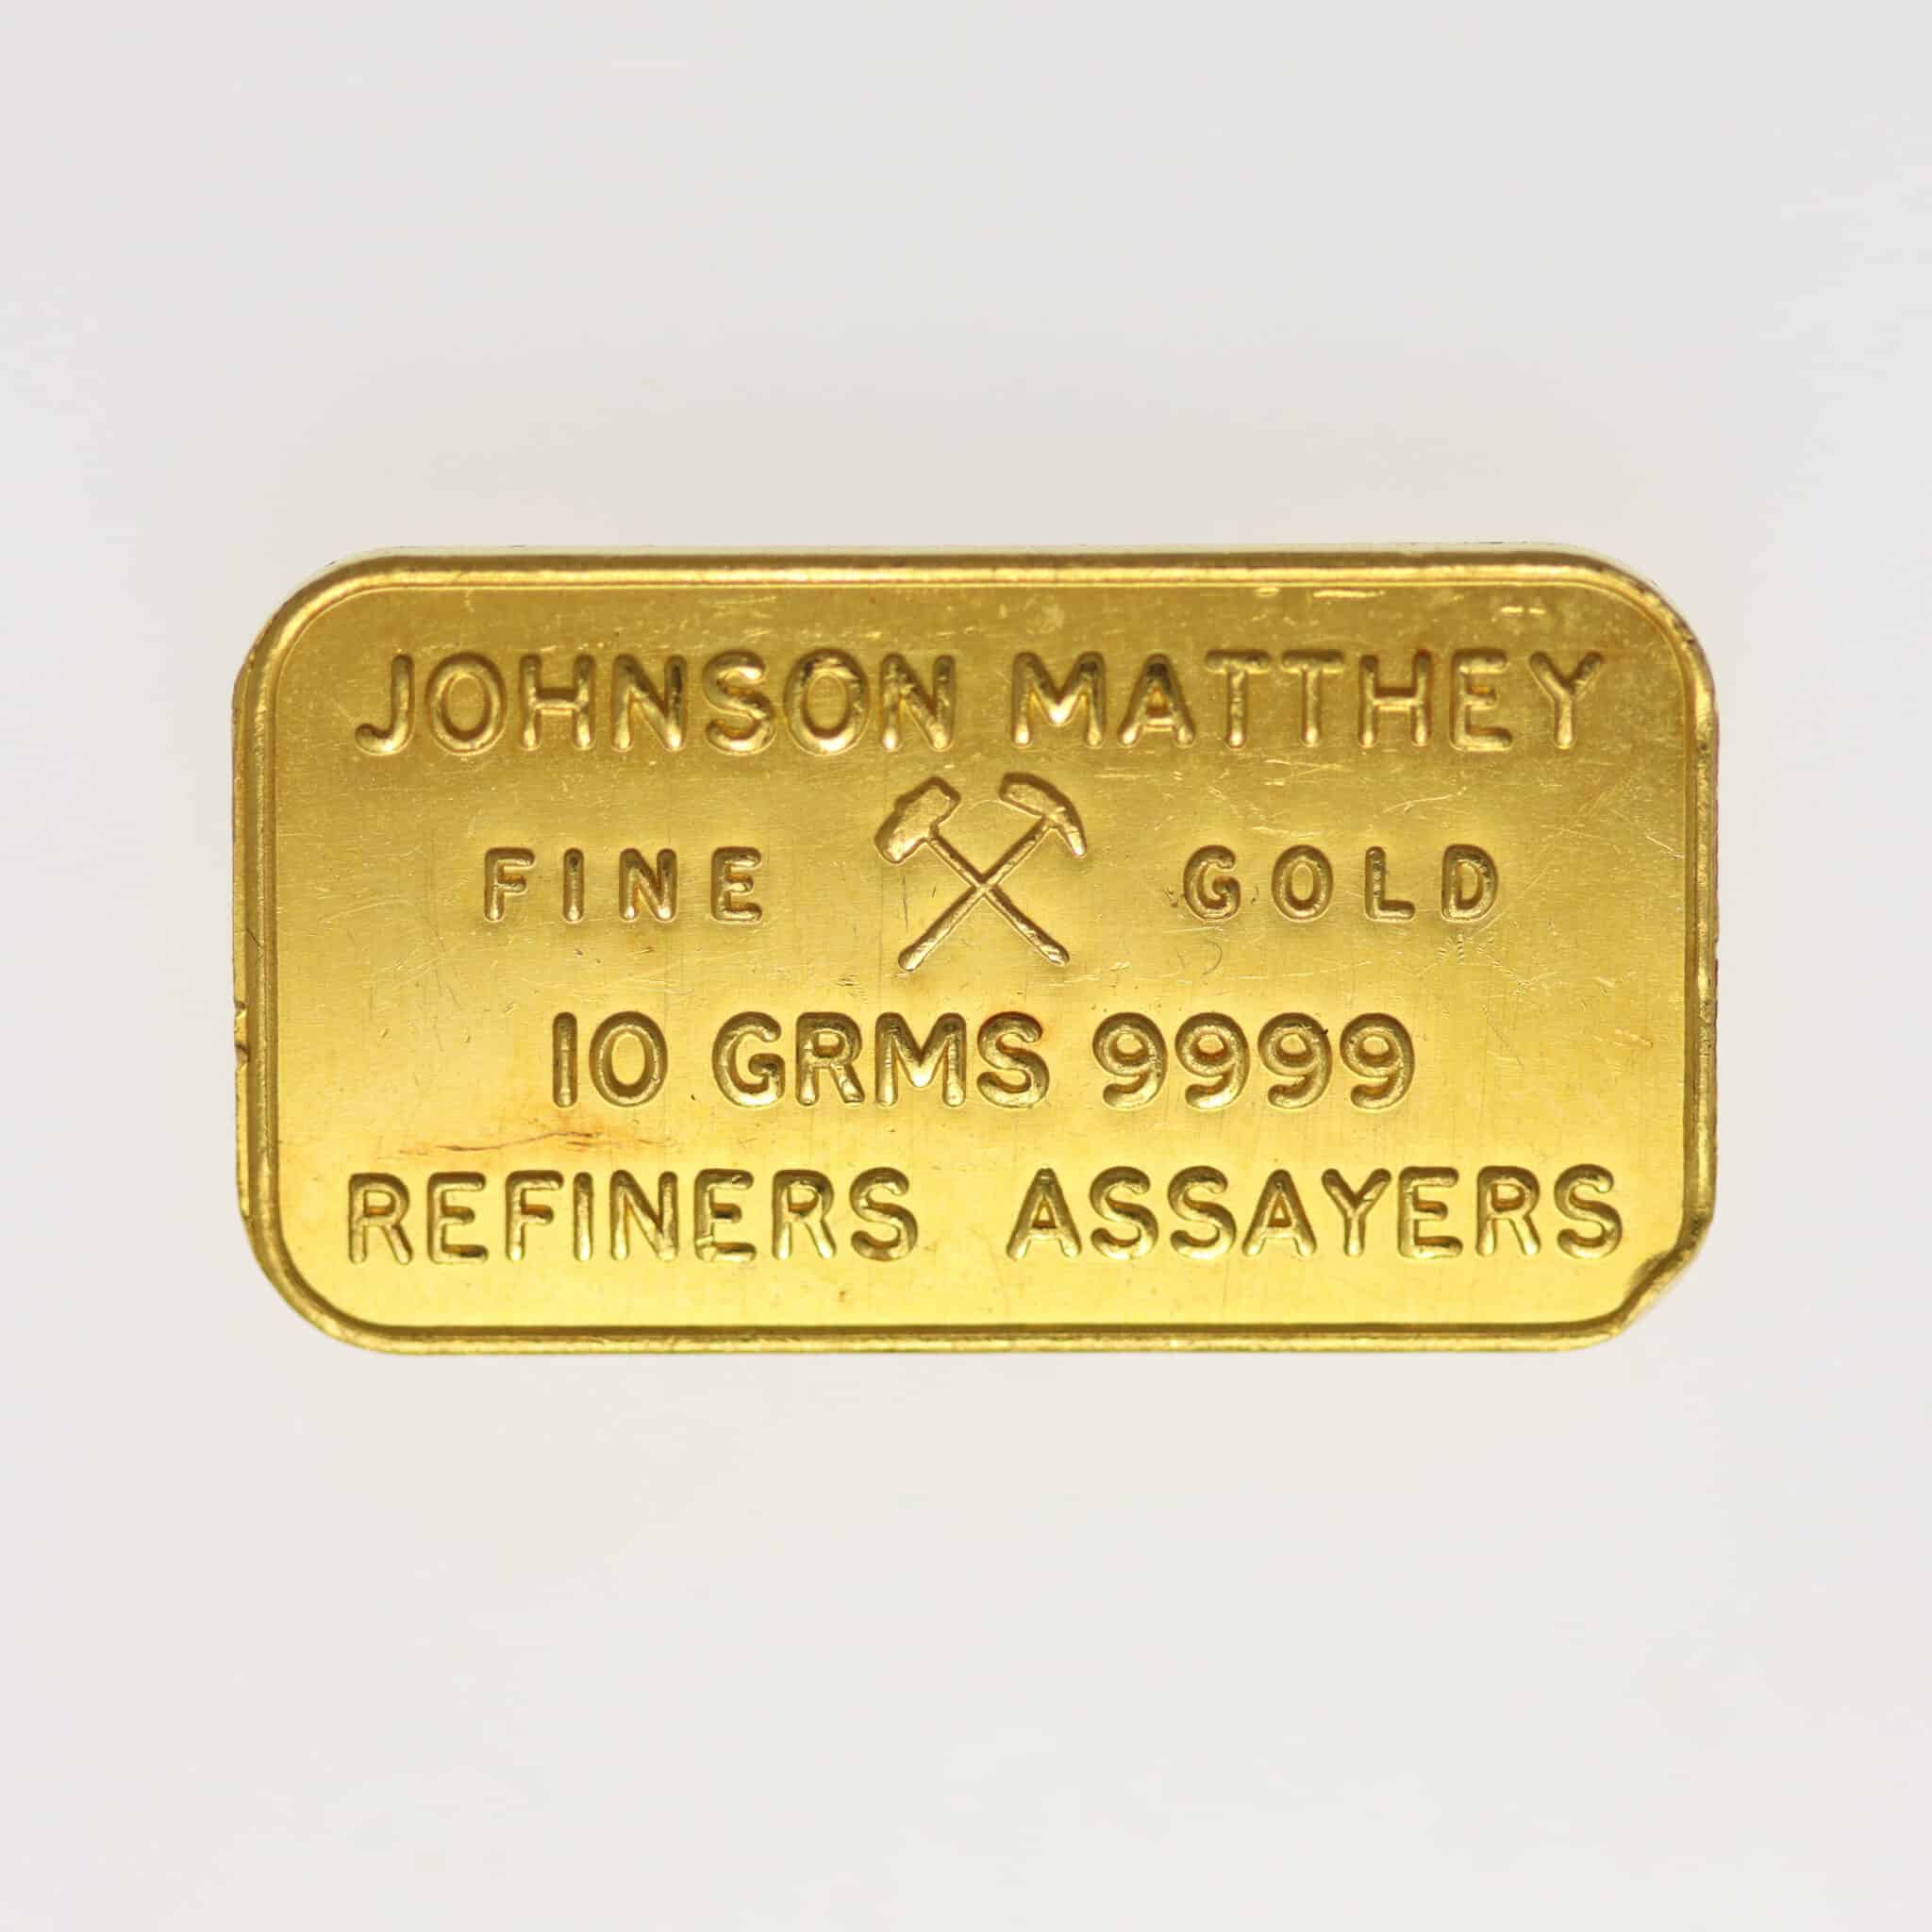 JOHNSON MATTHEY
FINE GOLD
10 GRMS 9999
REFINERS ASSAYERS